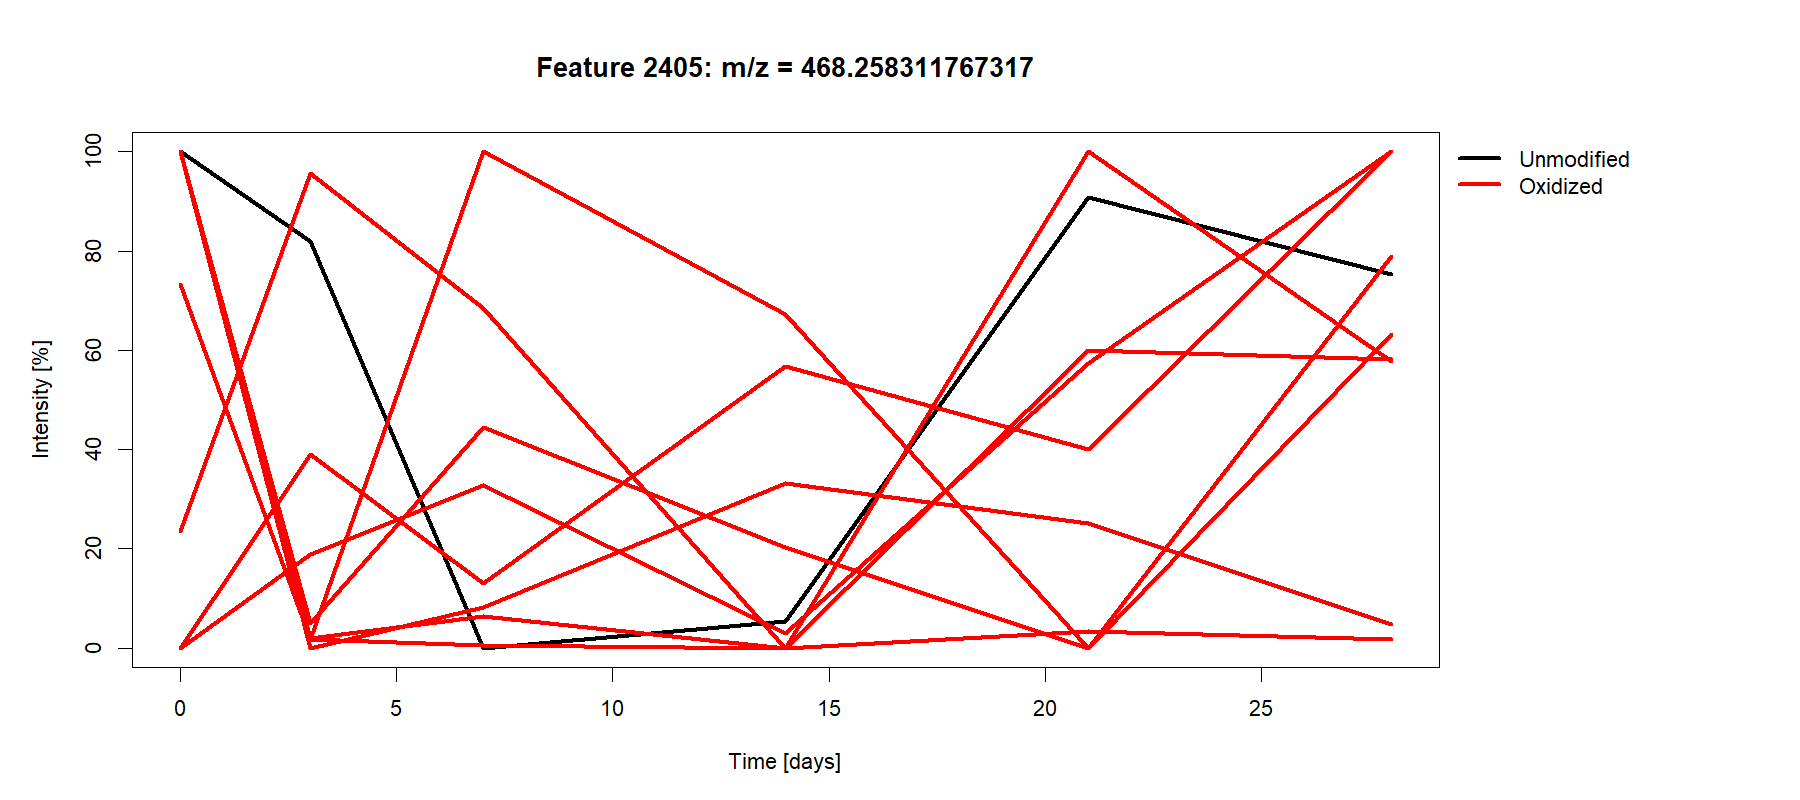 Feature 2405: m/z = 468.258311767317
Unmodified
Oxidized
Intensity [%]
100
80
60
40
20
0
0 5 10 15 20 25
Time [days]